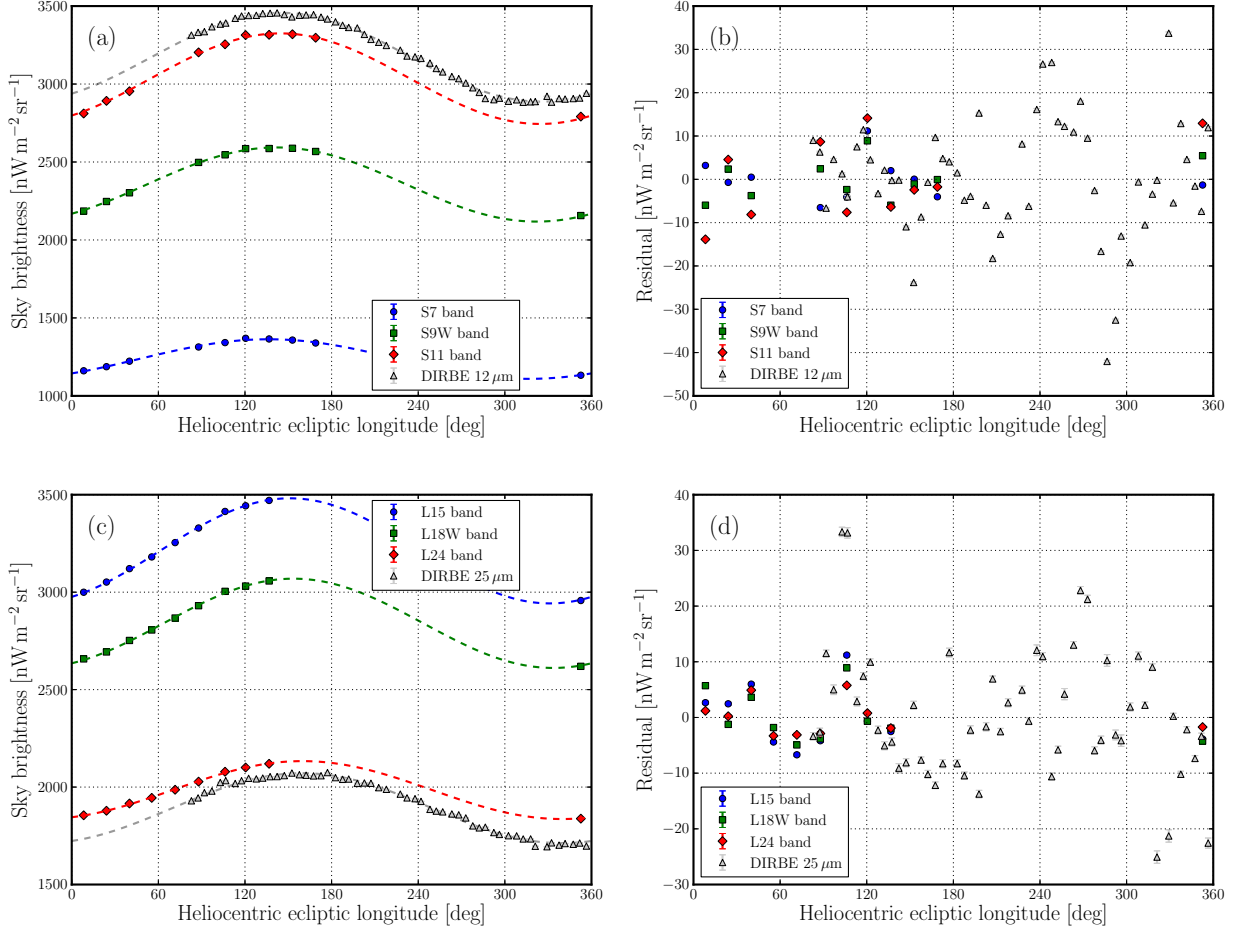 (a)
Sky brightness [nW m−2 sr−1]
3500
3000
2500
2000
1500
1000
0 60 120 180 240 300 360
Heliocentric ecliptic longitude [deg]
S7 band
S9W band
S11 band
DIRBE 12 μm
(b)
Residual [nW m−2 sr−1]
40
30
20
10
0
−10
−20
−30
−40
−50
0 60 120 180 240 300 360
Heliocentric ecliptic longitude [deg]
S7 band
S9W band
S11 band
DIRBE 12 μm
(c)
Sky brightness [nW m−2 sr−1]
3500
3000
2500
2000
1500
0 60 120 180 240 300 360
Heliocentric ecliptic longitude [deg]
L15 band
L18W band
L24 band
DIRBE 25 μm
(d)
Residual [nW m−2 sr−1]
40
30
20
10
0
−10
−20
−30
0 60 120 180 240 300 360
Heliocentric ecliptic longitude [deg]
L15 band
L18W band
L24 band
DIRBE 25 μm